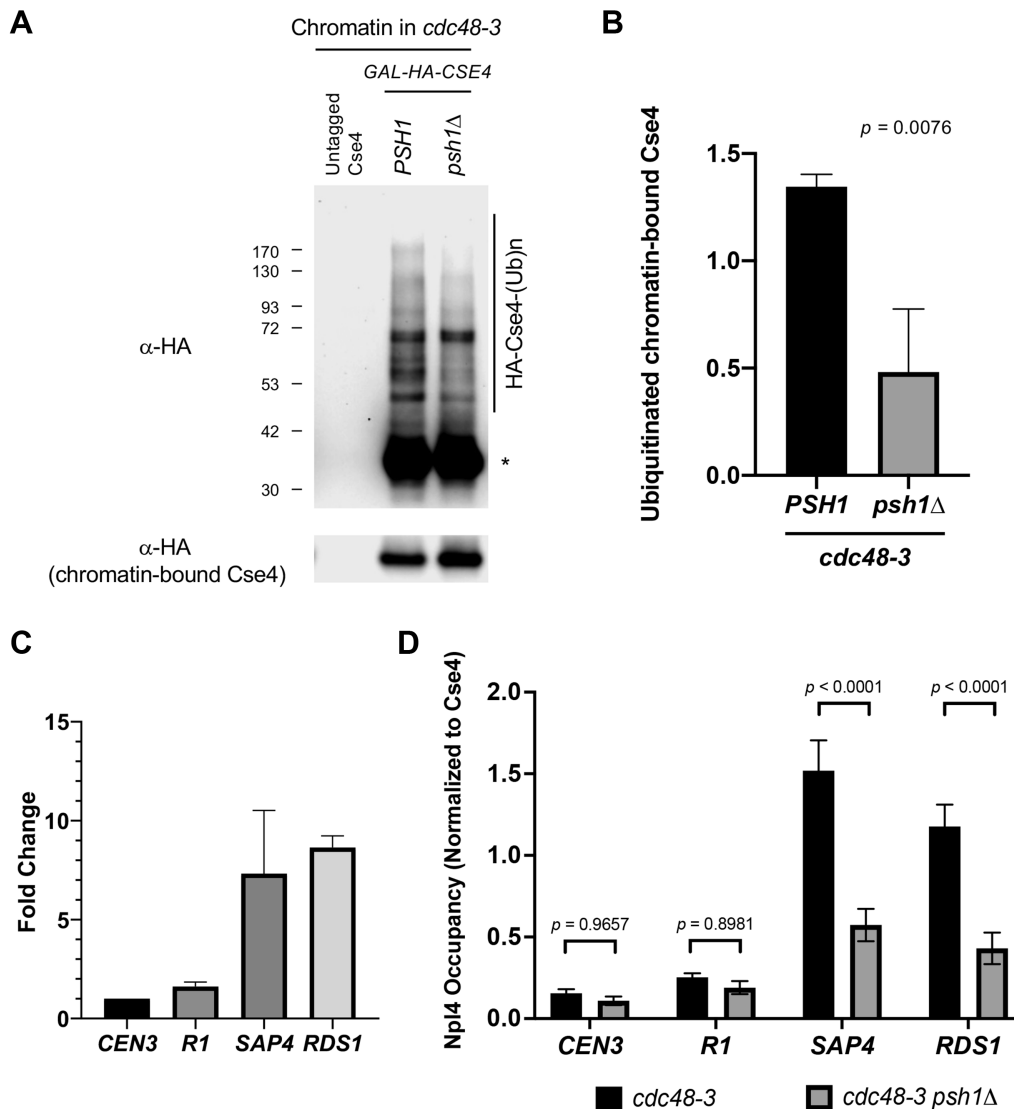 A
Chromatin in cdc48-3
GAL-HA-CSE4
Untagged
Cse4
PSH1
psh1Δ
170
130
93
72
53
42
30
α-HA
HA-Cse4-(Ub)n
*
α-HA
(chromatin-bound Cse4)
B
Ubiquitinated chromatin-bound Cse4
p = 0.0076
1.5
1.0
0.5
0.0
PSH1 psh1Δ
cdc48-3
C
Fold Change
15
10
5
0
CEN3 R1 SAP4 RDS1
D
Npl4 Occupancy (Normalized to Cse4)
2.0
1.5
1.0
0.5
0.0
p = 0.9657
p = 0.8981
p < 0.0001
p < 0.0001
CEN3 R1 SAP4 RDS1
cdc48-3 cdc48-3 psh1Δ